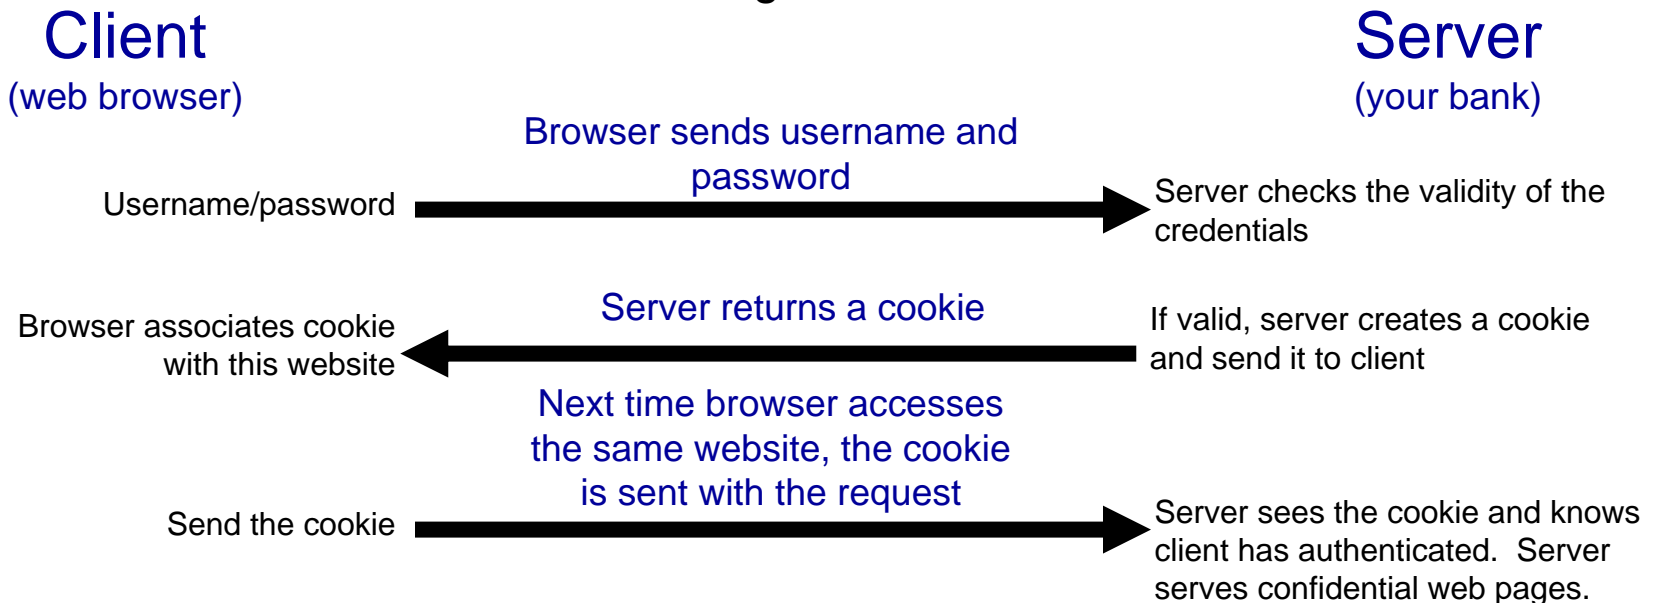 Client
(web browser)
Server
(your bank)
Browser sends username and
password
Username/password
Server checks the validity of the
credentials
Server returns a cookie
Browser associates cookie
with this website
If valid, server creates a cookie
and send it to client
Next time browser accesses
the same website, the cookie
is sent with the request
Send the cookie
Server sees the cookie and knows
client has authenticated.  Server
serves confidential web pages.